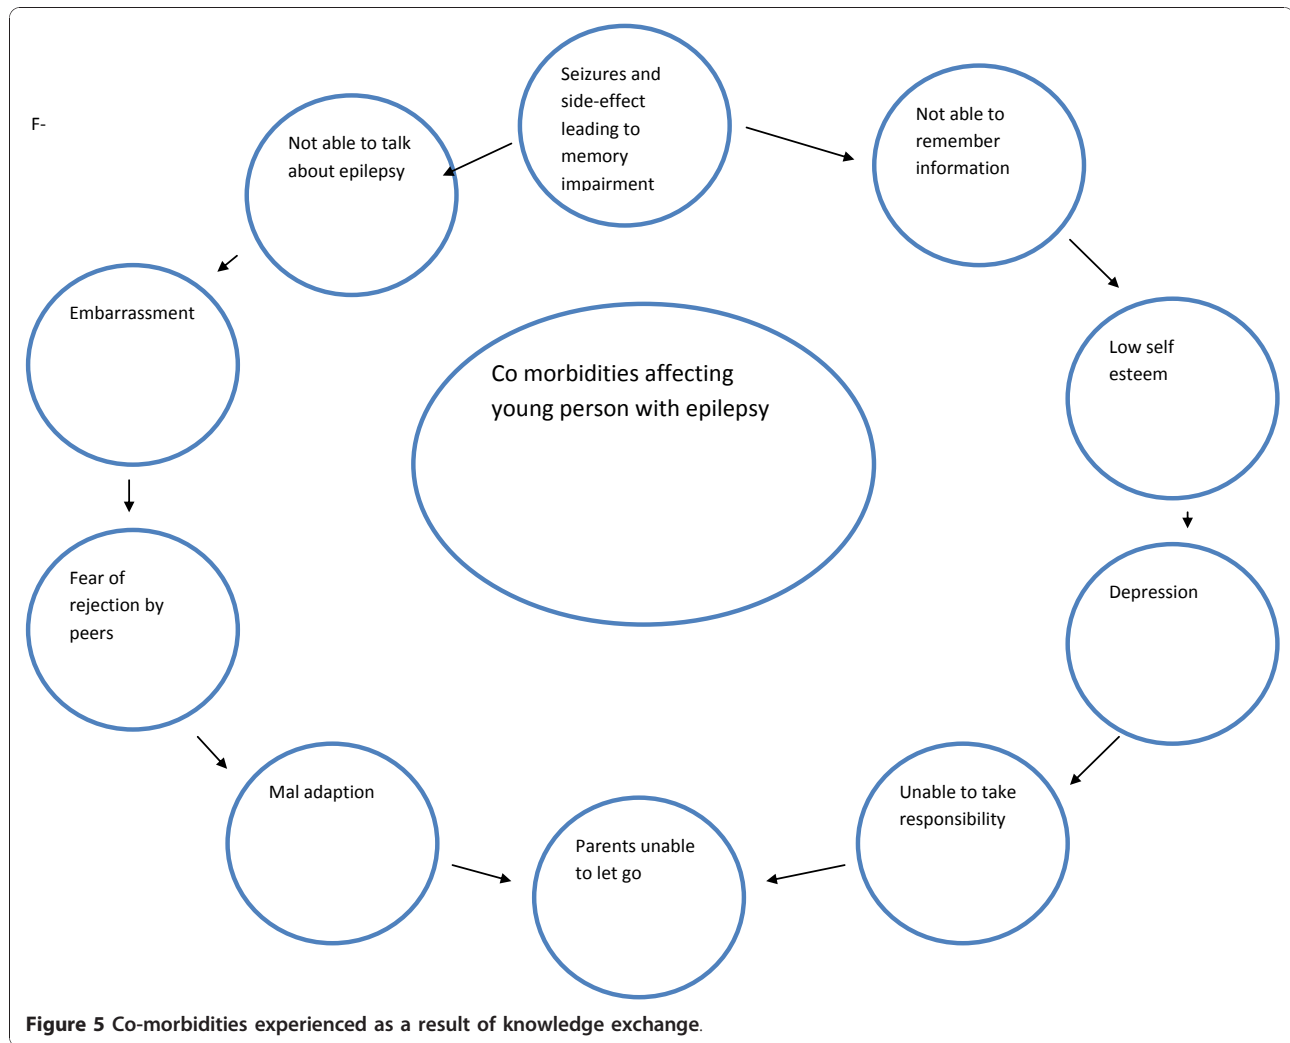 F-
Seizures and
side-effect
leading to
memory
impairment
Not able to talk
about epilepsy
Not able to
remember
information
Embarrassment
Low self
esteem
Co morbidities affecting
young person with epilepsy
Fear of
rejection by
peers
Depression
Mal adaption
Parents unable
to let go
Unable to take
responsibility
Figure 5 Co-morbidities experienced as a result of knowledge exchange.